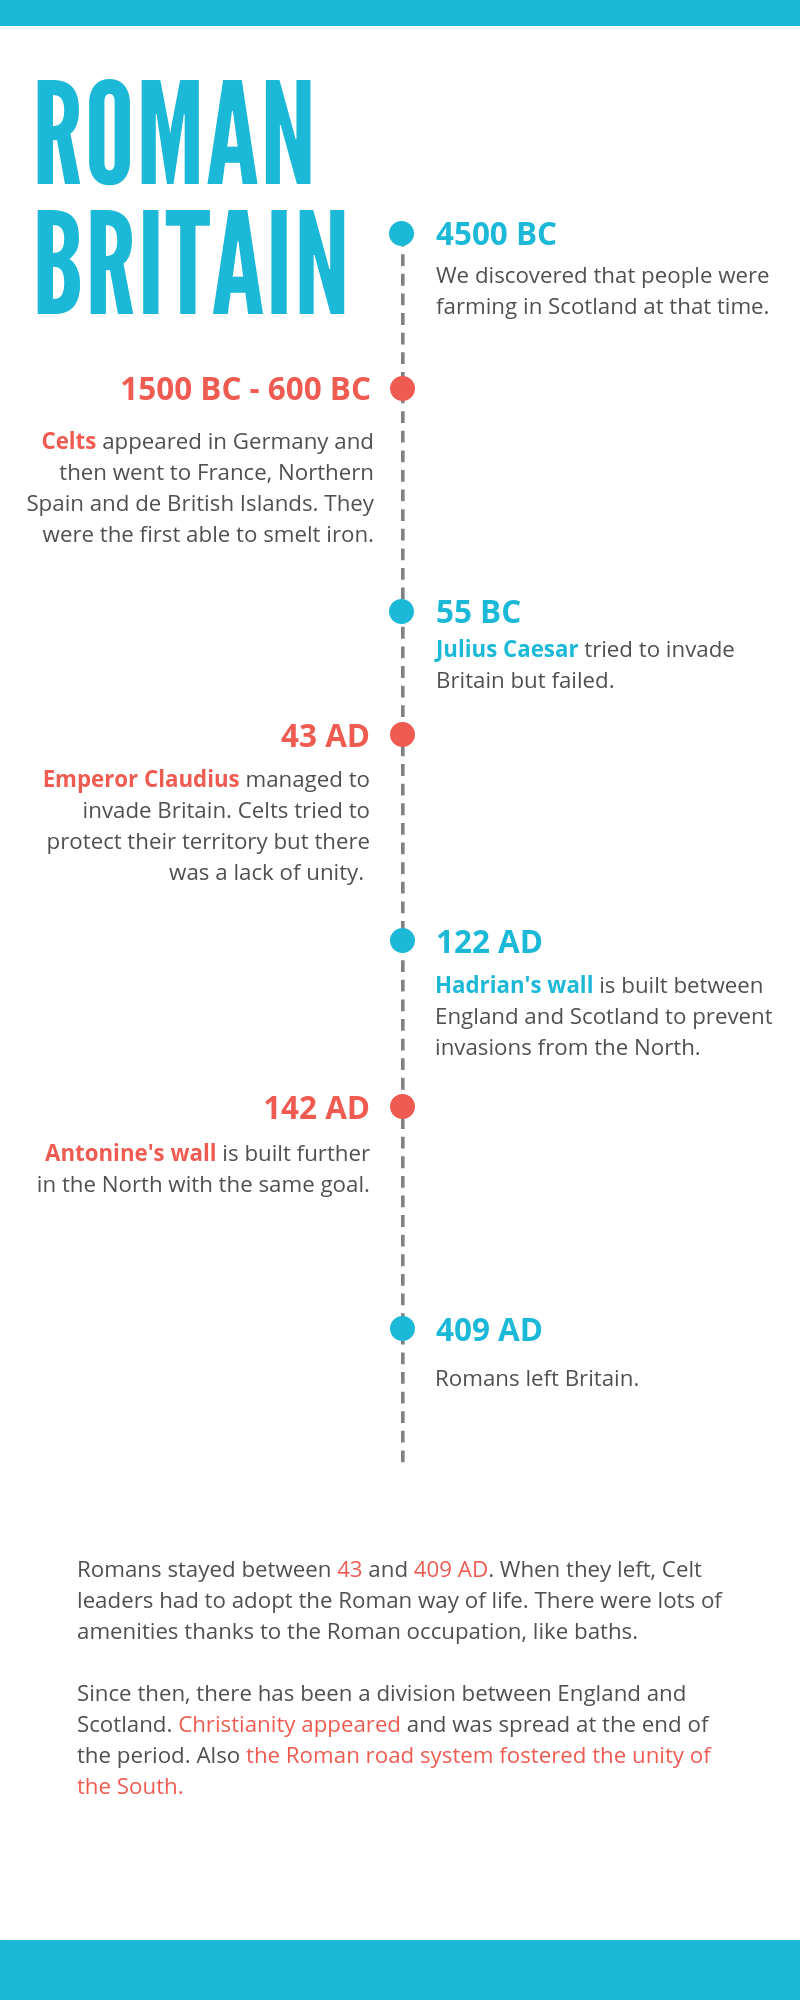 ROMAN
BRITAIN
4500 BC
We discovered that people were
farming in Scotland at that time.
1500 BC - 600 BC
Celts appeared in Germany and
then went to France, Northern
Spain and de British Islands. They
were the first able to smelt iron.
55 BC
Julius Caesar tried to invade
Britain but failed.
43 AD
Emperor Claudius managed to
invade Britain. Celts tried to
protect their territory but there
was a lack of unity.
122 AD
Hadrian's wall is built between
England and Scotland to prevent
invasions from the North.
142 AD
Antonine's wall is built further
in the North with the same goal.
409 AD
Romans left Britain.
Romans stayed between 43 and 409 AD. When they left, Celt
leaders had to adopt the Roman way of life. There were lots of
amenities thanks to the Roman occupation, like baths.
Since then, there has been a division between England and
Scotland. Christianity appeared and was spread at the end of
the period. Also the Roman road system fostered the unity of
the South.